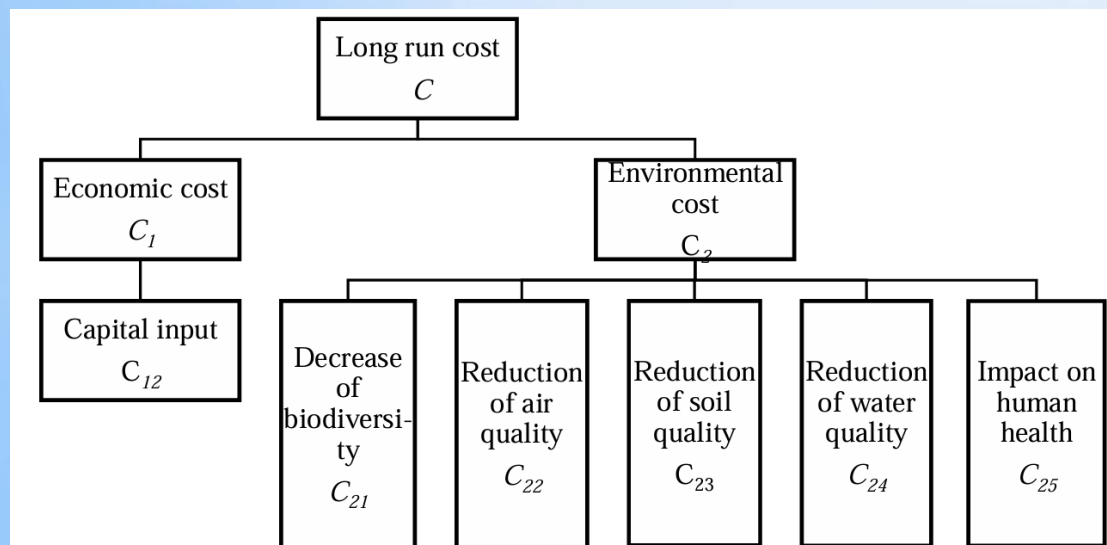 Long run cost
C
Economic cost
C₁
Environmental
cost
C₂
Capital input
C₁₂
Decrease
of
biodiversi-
ty
C₂₁
Reduction
of air
quality
C₂₂
Reduction
of soil
quality
C₂₃
Reduction
of water
quality
C₂₄
Impact on
human
health
C₂₅